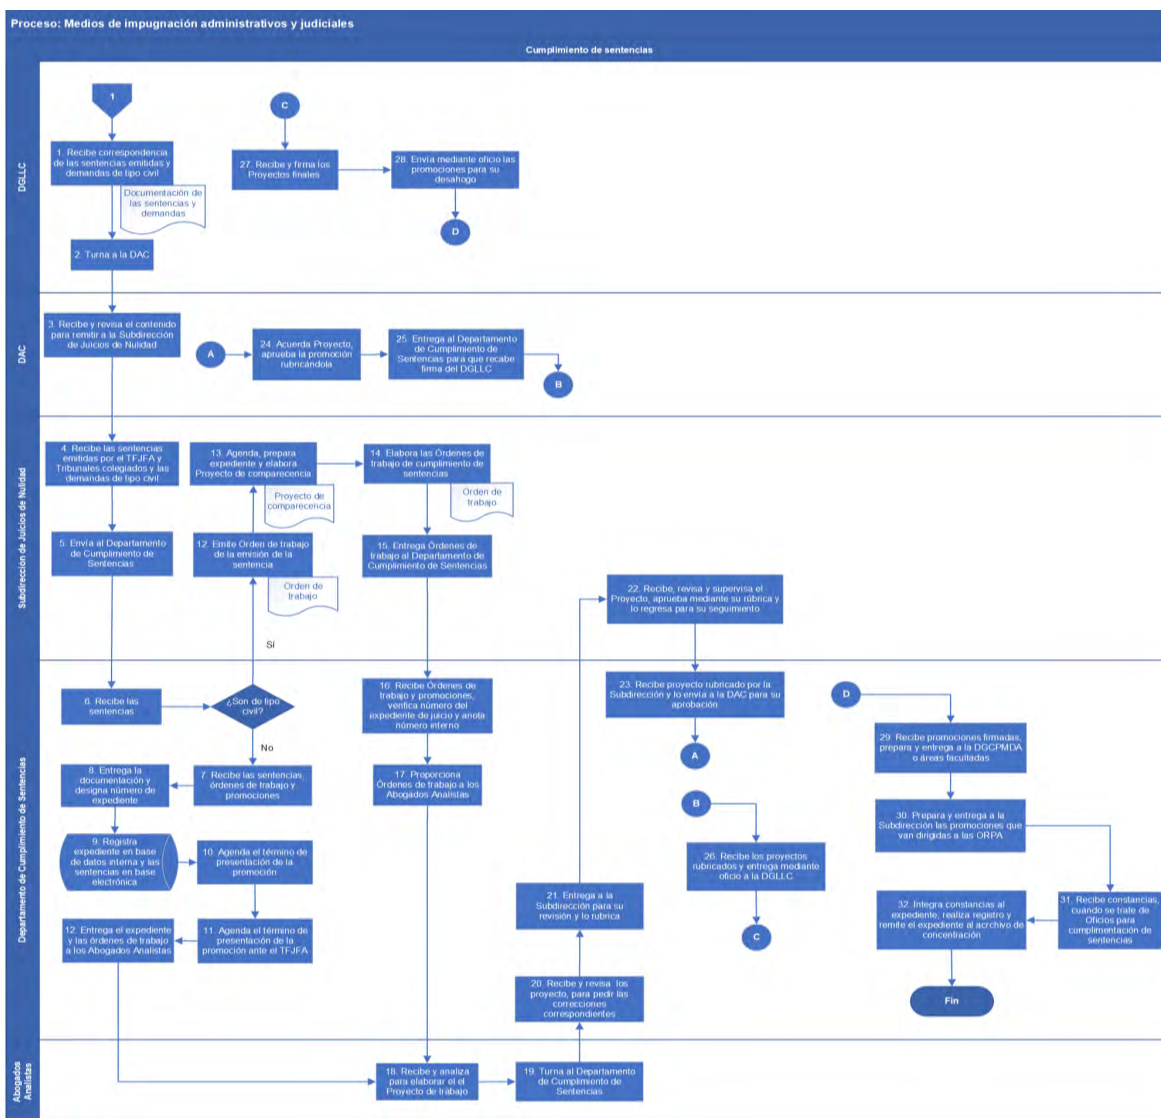 Proceso: Medios de impugnación administrativos y judiciales
Cumplimiento de sentencias
DGLLC
1
1. Recibe correspondencia
de las sentencias emitidas y
demandas de tipo civil
Documentación de
las sentencias y
demandas
2. Turna a la DAC
C
27. Recibe y firma los
Proyectos finales
28. Envía mediante oficio las
promociones para su
desahogo
D
DAC
3. Recibe y revisa el contenido
para remitir a la Subdirección
de Juicios de Nulidad
A
24. Acuerda Proyecto,
aprueba la promoción
rubricándola
25. Entrega al Departamento
de Cumplimiento de
Sentencias para que recabe
firma del DGLLC
B
Subdirección de Juicios de Nulidad
4. Recibe las sentencias
emitidas por el TFJFA y
Tribunales colegiados y las
demandas de tipo civil
5. Envía al Departamento
de Cumplimiento de
Sentencias
13. Agenda, prepara
expediente y elabora
Proyecto de comparecencia
Proyecto de
comparecencia
12. Emite Orden de trabajo
de la emisión de la
sentencia
Orden de
trabajo
Sí
14. Elabora las Órdenes de
trabajo de cumplimiento de
sentencias
Orden de
trabajo
15. Entrega Órdenes de
trabajo al Departamento de
Cumplimiento de Sentencias
22. Recibe, revisa y supervisa el
Proyecto, aprueba mediante su rúbrica y
lo regresa para su seguimiento
Departamento de Cumplimiento de Sentencias
6. Recibe las
sentencias
¿Son de tipo
civil?
No
7. Recibe las sentencias,
órdenes de trabajo y
promociones
8. Entrega la
documentación y
designa número de
expediente
9. Registra
expediente en base
de datos interna y las
sentencias en base
electrónica
10. Agenda el término de
presentación de la
promoción
11. Agenda el término de
presentación de la
promoción ante el TFJFA
12. Entrega el expediente
y las órdenes de trabajo
a los Abogados Analistas
16. Recibe Órdenes de
trabajo y promociones,
verifica número del
expediente de juicio y anota
número interno
17. Proporciona
Órdenes de trabajo a los
Abogados Analistas
21. Entrega a la
Subdirección para su
revisión y lo rubrica
20. Recibe y revisa los
proyecto, para pedir las
correcciones
correspondientes
23. Recibe proyecto rubricado por la
Subdirección y lo envía a la DAC para su
aprobación
A
B
26. Recibe los proyectos
rubricados y entrega mediante
oficio a la DGLLC
C
D
29. Recibe promociones firmadas,
prepara y entrega a la DGCPMDA
o áreas facultadas
30. Prepara y entrega a la
Subdirección las promociones que
van dirigidas a las ORPA
31. Recibe constancias,
cuando se trate de
Oficios para
cumplimentación de
sentencias
32. Integra constancias al
expediente, realiza registro y
remite el expediente al acrchivo de
concentración
Fin
Abogados
Analistas
18. Recibe y analiza
para elaborar el el
Proyecto de trabajo
19. Turna al Departamento
de Cumplimiento de
Sentencias